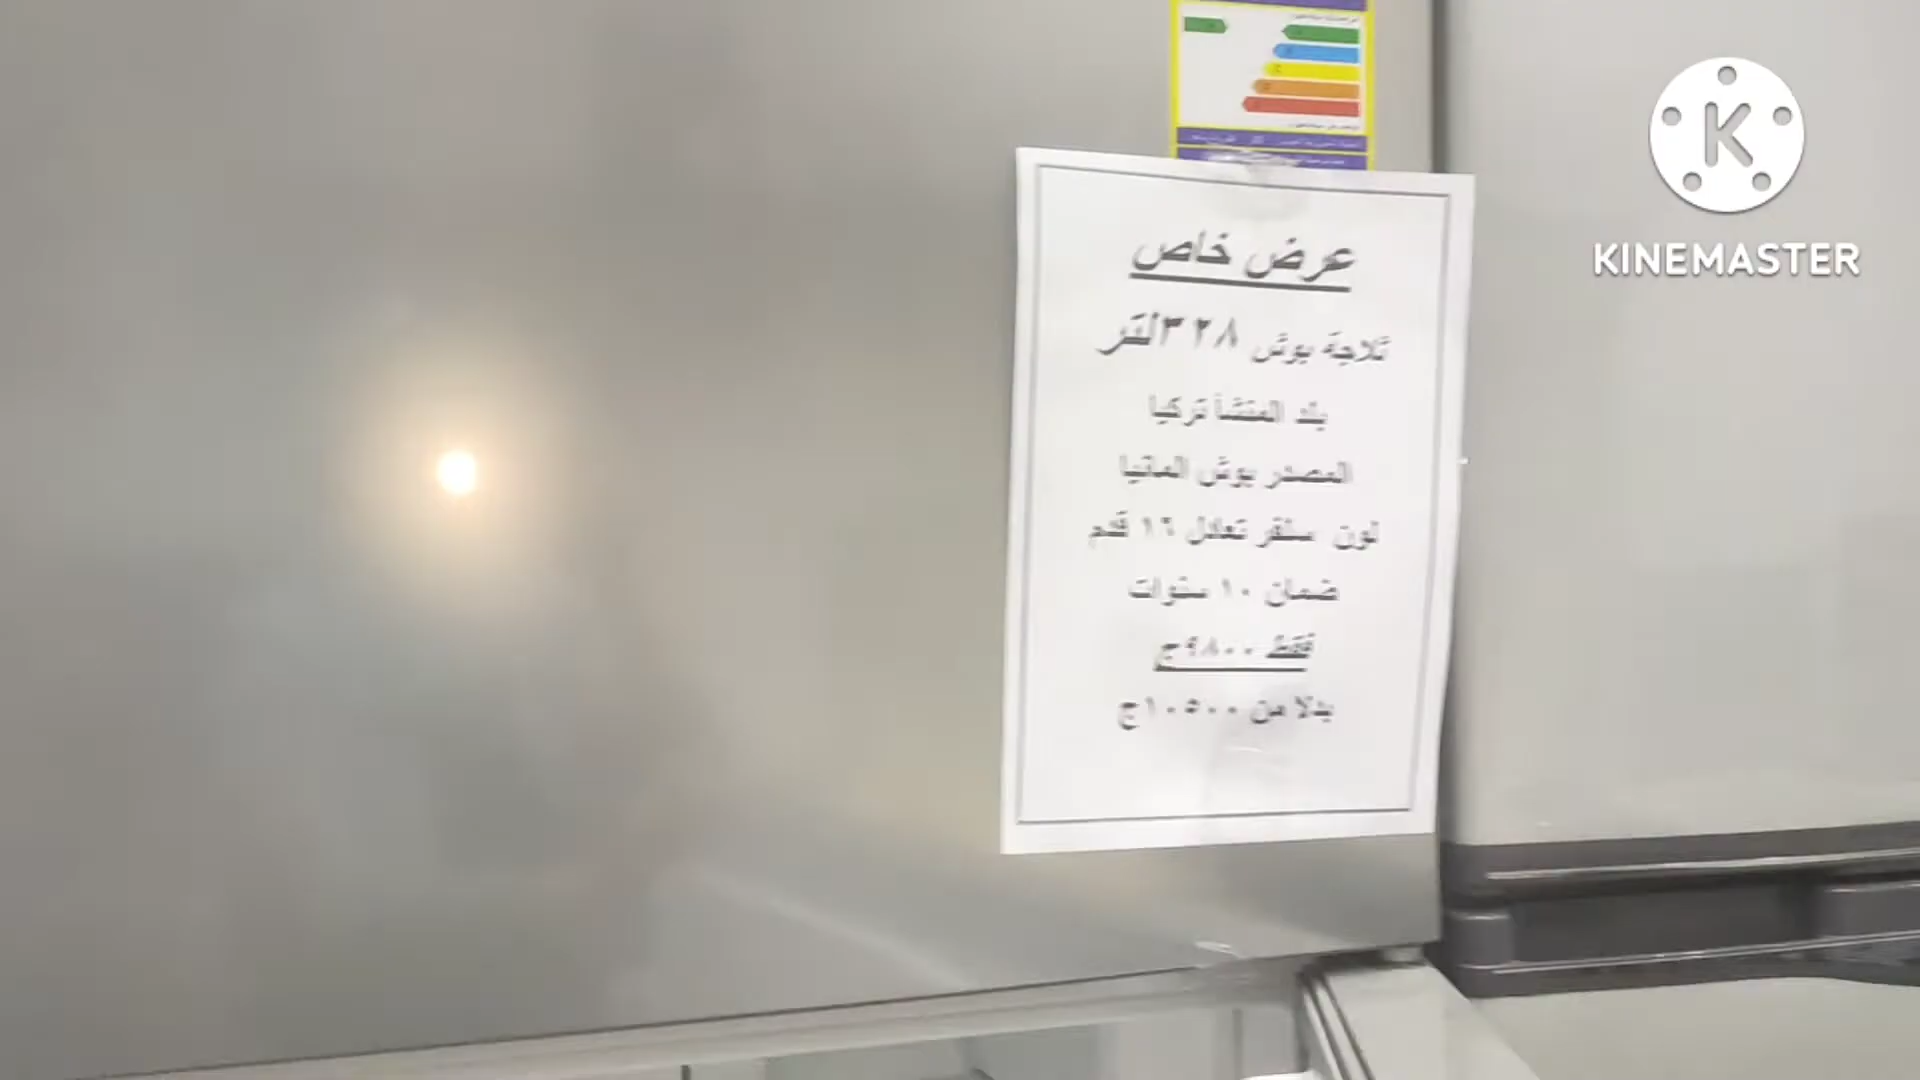 عرض خاص
ثلاجة بوش ٣٢٨ لتر
بلد المنشأ تركيا
المصدر بوش المانيا
لون سلفر تعادل ١٦ قدم
ضمان ١٠ سنوات
فقط ٩٨٠٠ج
بدلا من ١٠٥٠٠ج
K
KINEMASTER